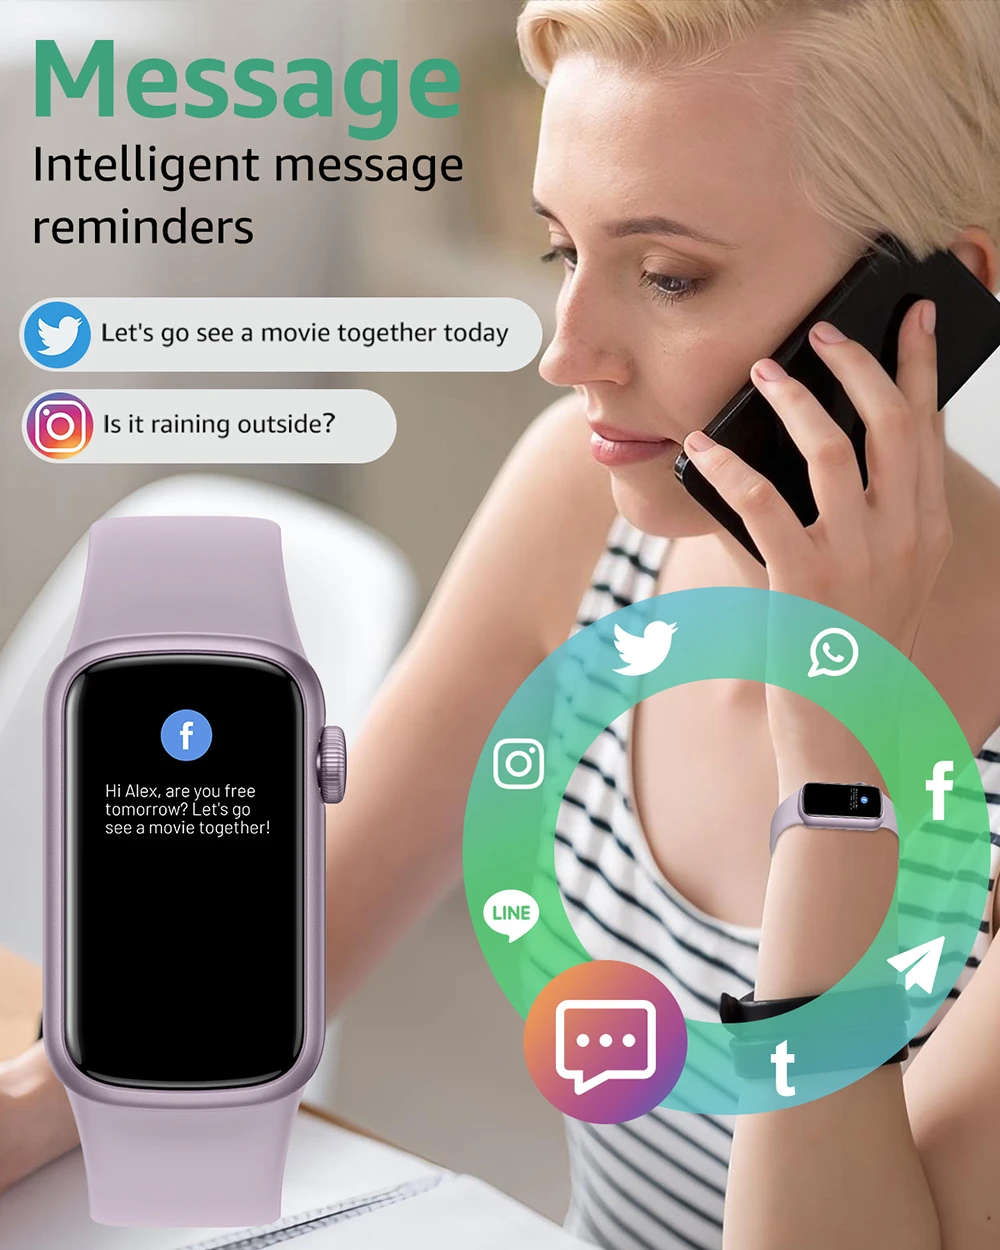 Message
Intelligent message
reminders
Let's go see a movie together today
Is it raining outside?
f
Hi Alex, are you free
tomorrow? Let's go
see a movie together!
f
LINE
t